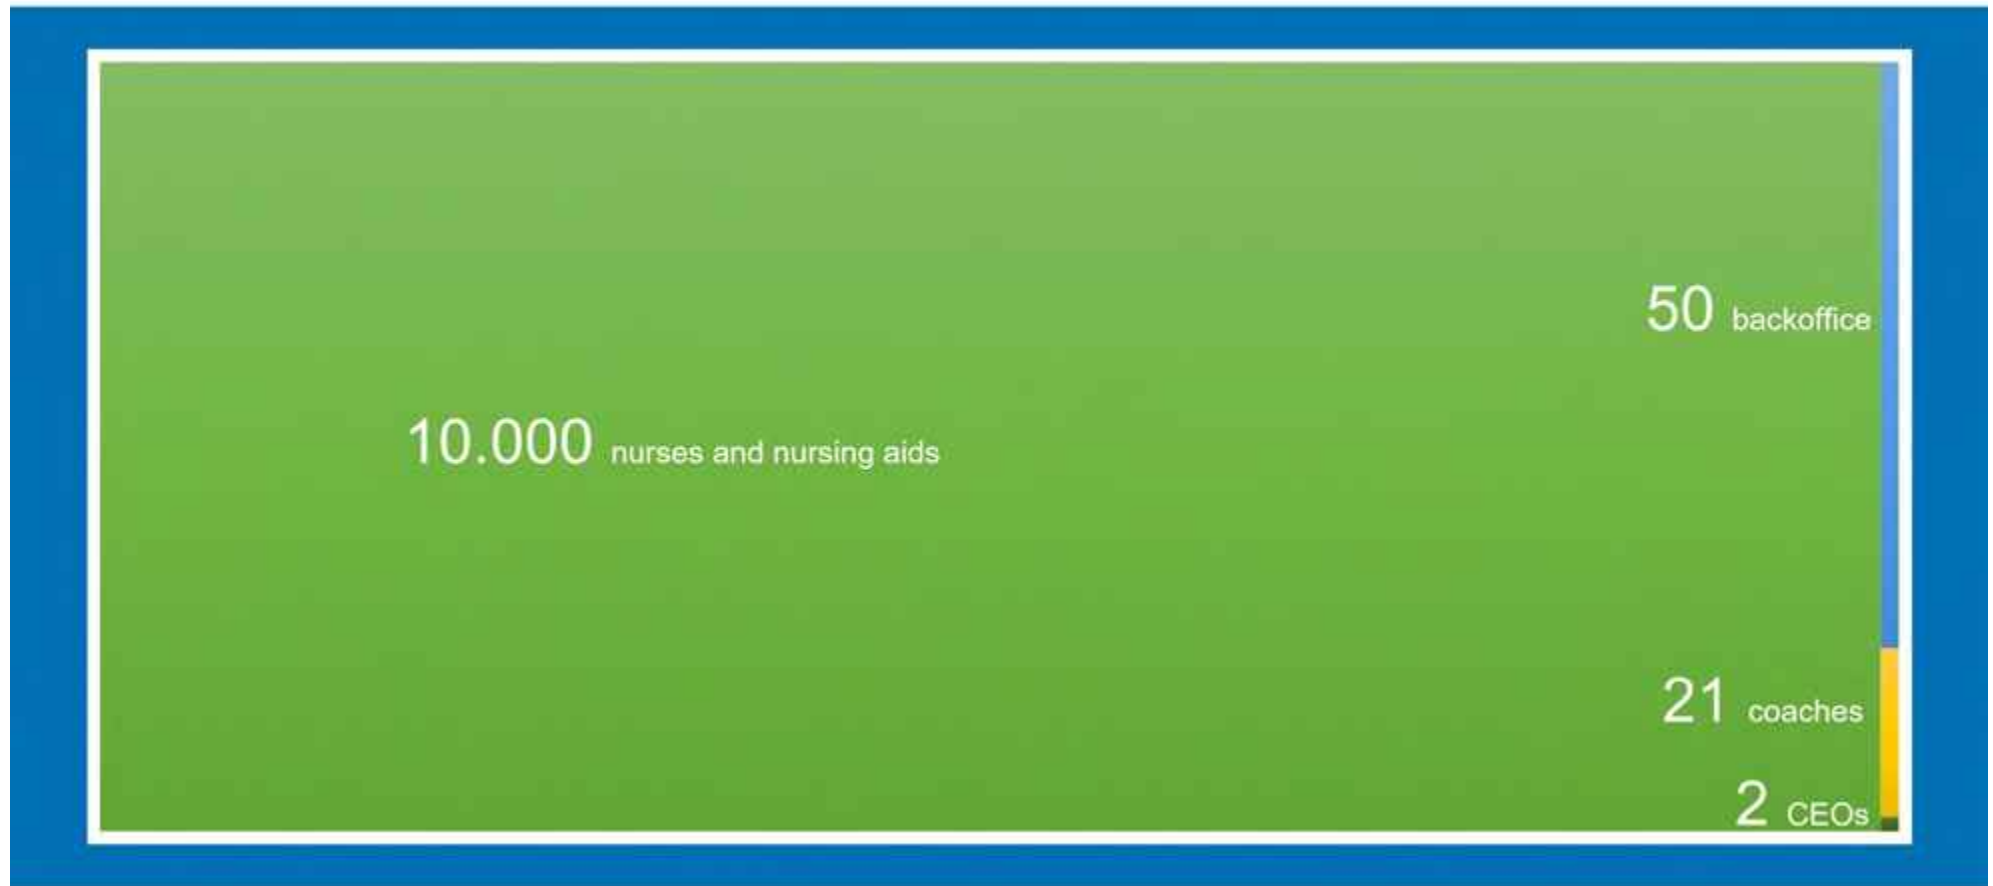 50 backoffice
10.000 nurses and nursing aids
21 coaches
2 CEOs